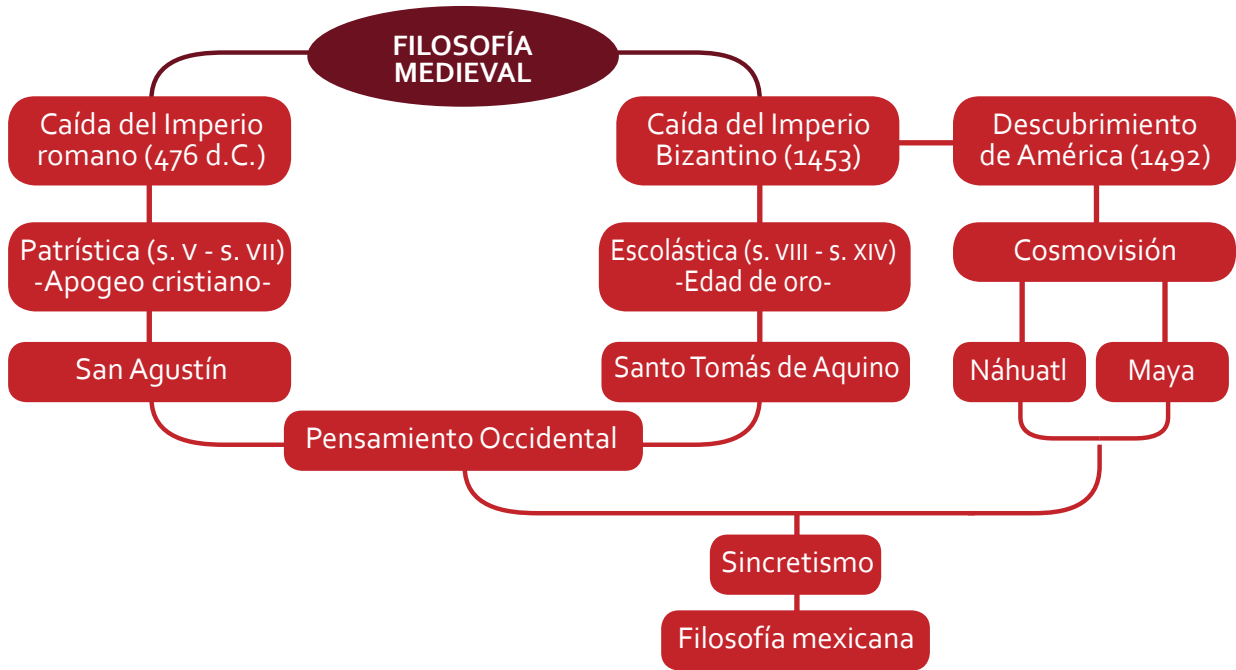 FILOSOFÍA
MEDIEVAL
Caída del Imperio
romano (476 d.C.)
Caída del Imperio
Bizantino (1453)
Descubrimiento
de América (1492)
Patrística (s. V - s. VII)
-Apogeo cristiano-
Escolástica (s. VIII - s. XIV)
-Edad de oro-
Cosmovisión
San Agustín
Santo Tomás de Aquino
Náhuatl
Maya
Pensamiento Occidental
Sincretismo
Filosofía mexicana